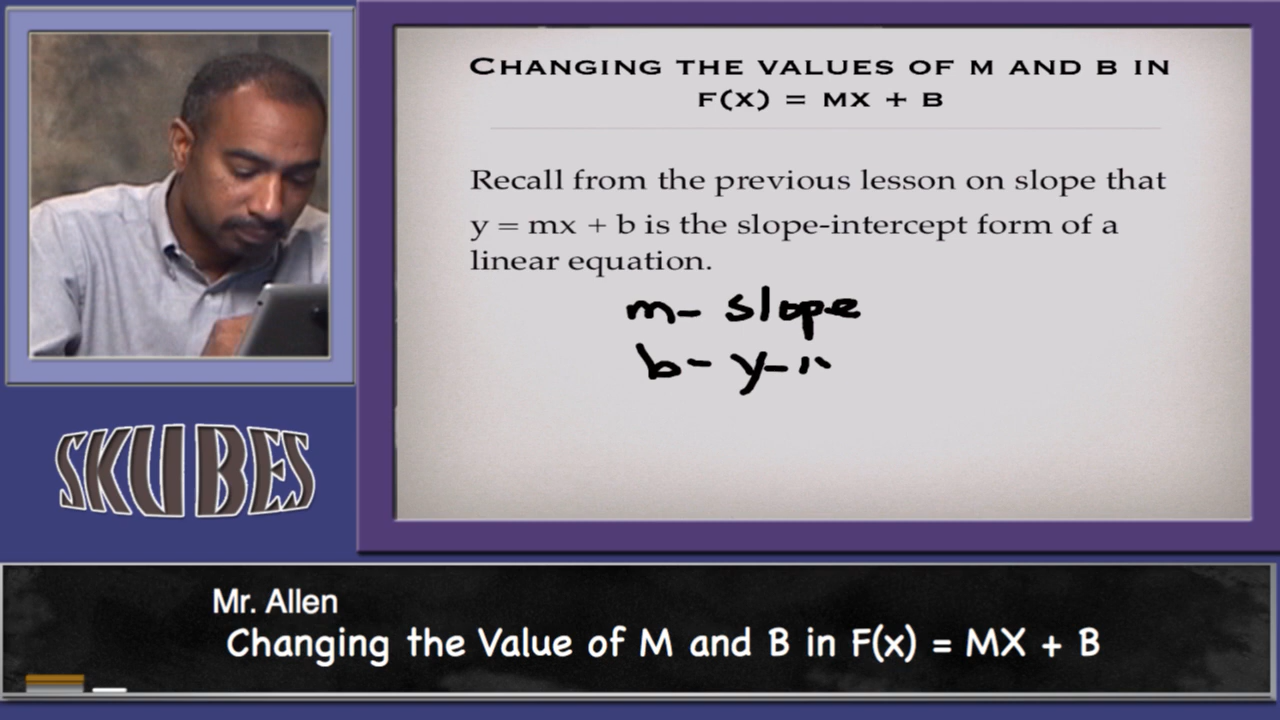 CHANGING THE VALUES OF M AND B IN
F(X) = MX + B
Recall from the previous lesson on slope that
y = mx + b is the slope-intercept form of a
linear equation.
m- slope
b- y-
SKUBES
Mr. Allen
Changing the Value of M and B in F(x) = MX + B